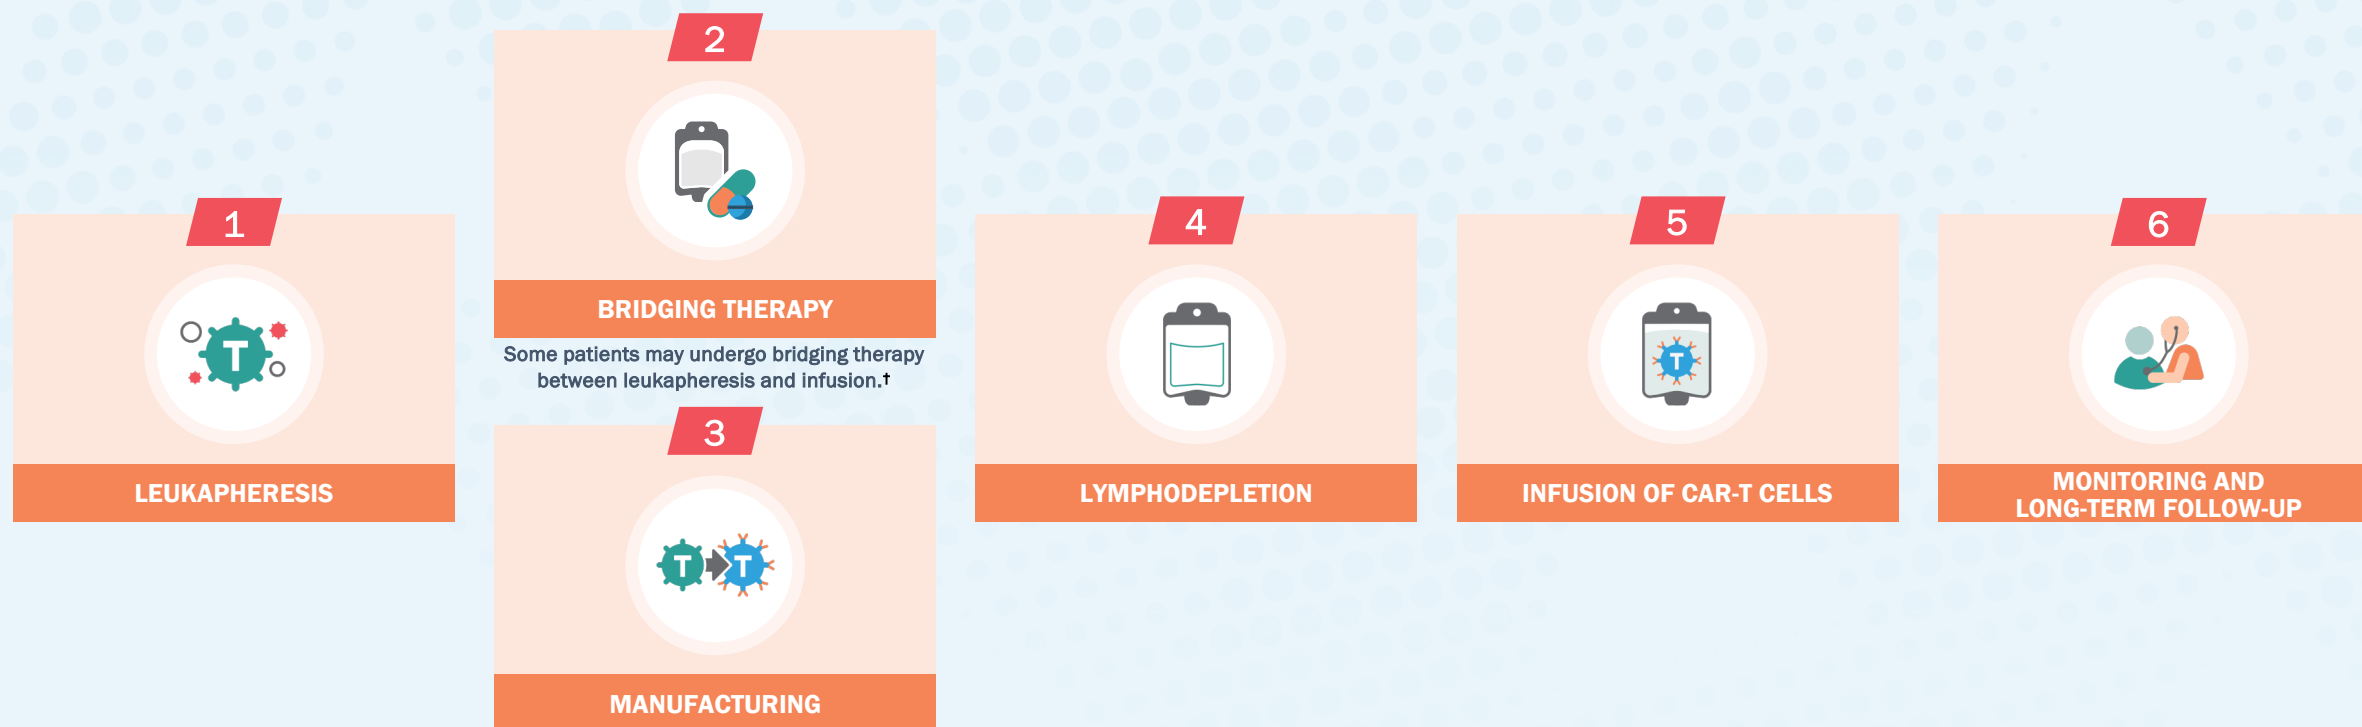 1
T
LEUKAPHERESIS
2
BRIDGING THERAPY
Some patients may undergo bridging therapy
between leukapheresis and infusion.†
3
T T
MANUFACTURING
4
LYMPHODEPLETION
5
T
INFUSION OF CAR-T CELLS
6
MONITORING AND
LONG-TERM FOLLOW-UP